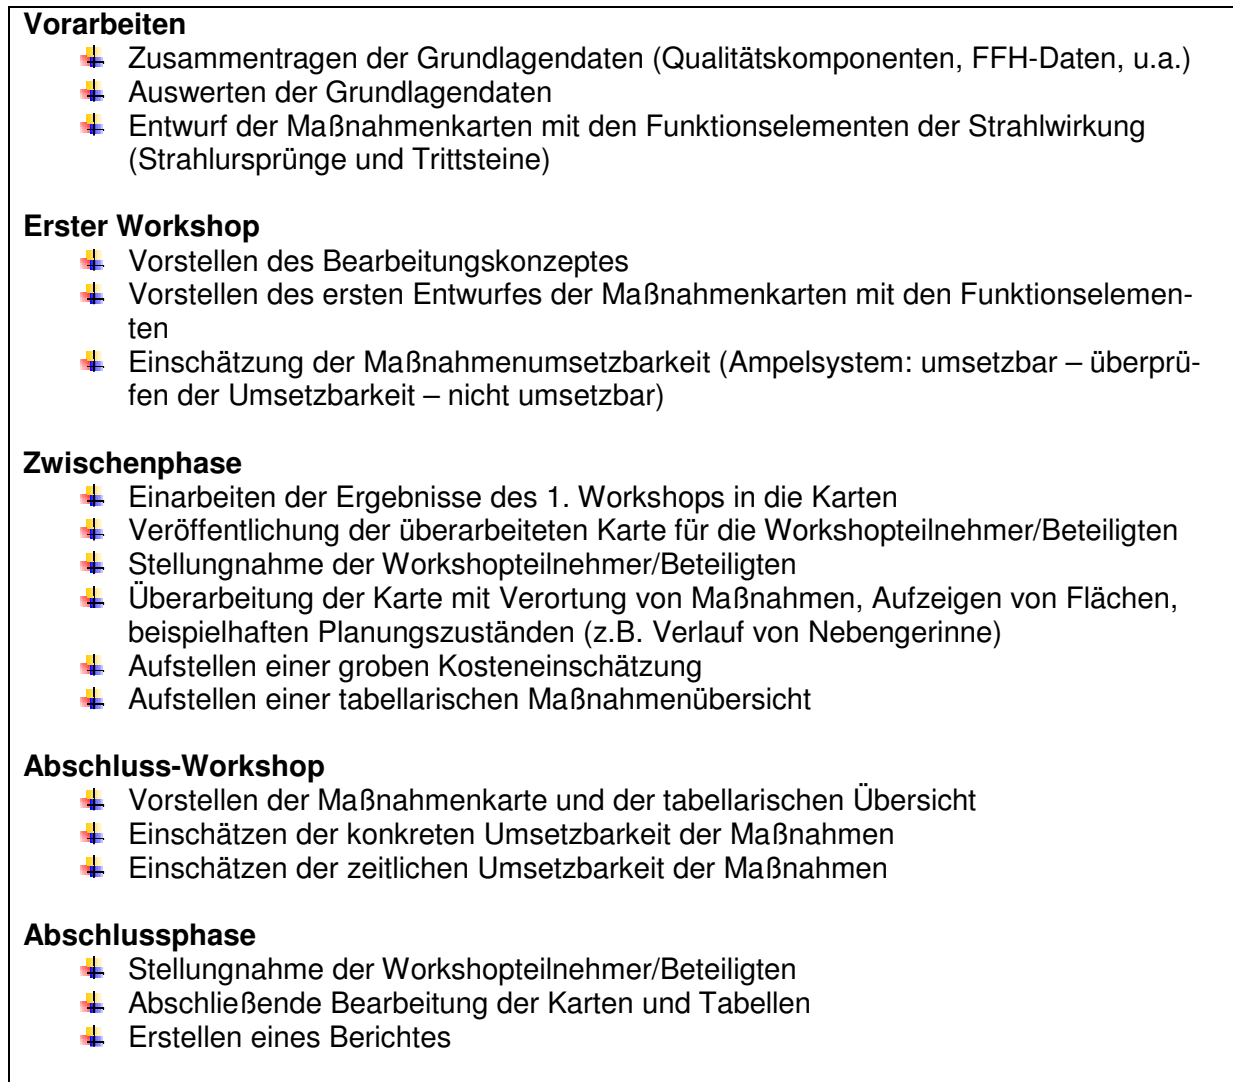 Vorarbeiten
Zusammentragen der Grundlagendaten (Qualitätskomponenten, FFH-Daten, u.a.)
Auswerten der Grundlagendaten
Entwurf der Maßnahmenkarten mit den Funktionselementen der Strahlwirkung
(Strahlursprünge und Trittsteine)
Erster Workshop
Vorstellen des Bearbeitungskonzeptes
Vorstellen des ersten Entwurfes der Maßnahmenkarten mit den Funktionselemen-
ten
Einschätzung der Maßnahmenumsetzbarkeit (Ampelsystem: umsetzbar – überprü-
fen der Umsetzbarkeit – nicht umsetzbar)
Zwischenphase
Einarbeiten der Ergebnisse des 1. Workshops in die Karten
Veröffentlichung der überarbeiteten Karte für die Workshopteilnehmer/Beteiligten
Stellungnahme der Workshopteilnehmer/Beteiligten
Überarbeitung der Karte mit Verortung von Maßnahmen, Aufzeigen von Flächen,
beispielhaften Planungszuständen (z.B. Verlauf von Nebengerinne)
Aufstellen einer groben Kosteneinschätzung
Aufstellen einer tabellarischen Maßnahmenübersicht
Abschluss-Workshop
Vorstellen der Maßnahmenkarte und der tabellarischen Übersicht
Einschätzen der konkreten Umsetzbarkeit der Maßnahmen
Einschätzen der zeitlichen Umsetzbarkeit der Maßnahmen
Abschlussphase
Stellungnahme der Workshopteilnehmer/Beteiligten
Abschließende Bearbeitung der Karten und Tabellen
Erstellen eines Berichtes